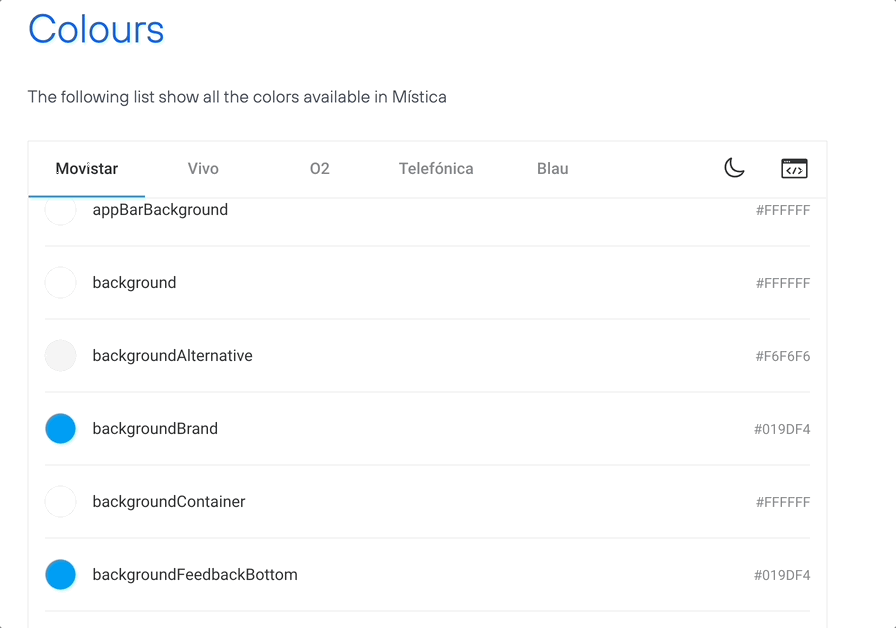 Colours
The following list show all the colors available in Mística
Movistar Vivo O2 Telefónica Blau
appBarBackground #FFFFFF
background #FFFFFF
backgroundAlternative #F6F6F6
backgroundBrand #019DF4
backgroundContainer #FFFFFF
backgroundFeedbackBottom #019DF4